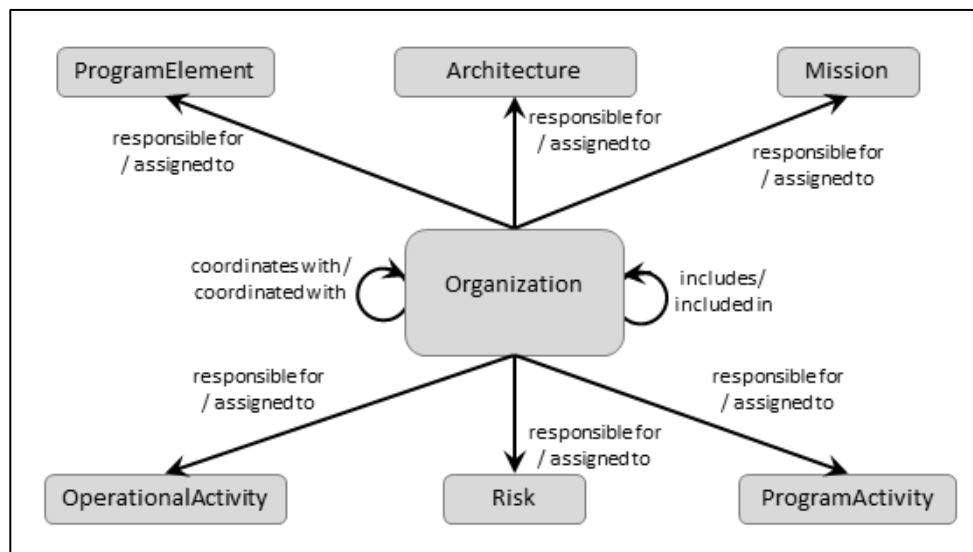 ProgramElement
Architecture
Mission
responsible for
/ assigned to
responsible for
/ assigned to
responsible for
/ assigned to
coordinates with /
coordinated with
Organization
includes /
included in
responsible for
/ assigned to
responsible for
/ assigned to
responsible for
/ assigned to
OperationalActivity
Risk
ProgramActivity